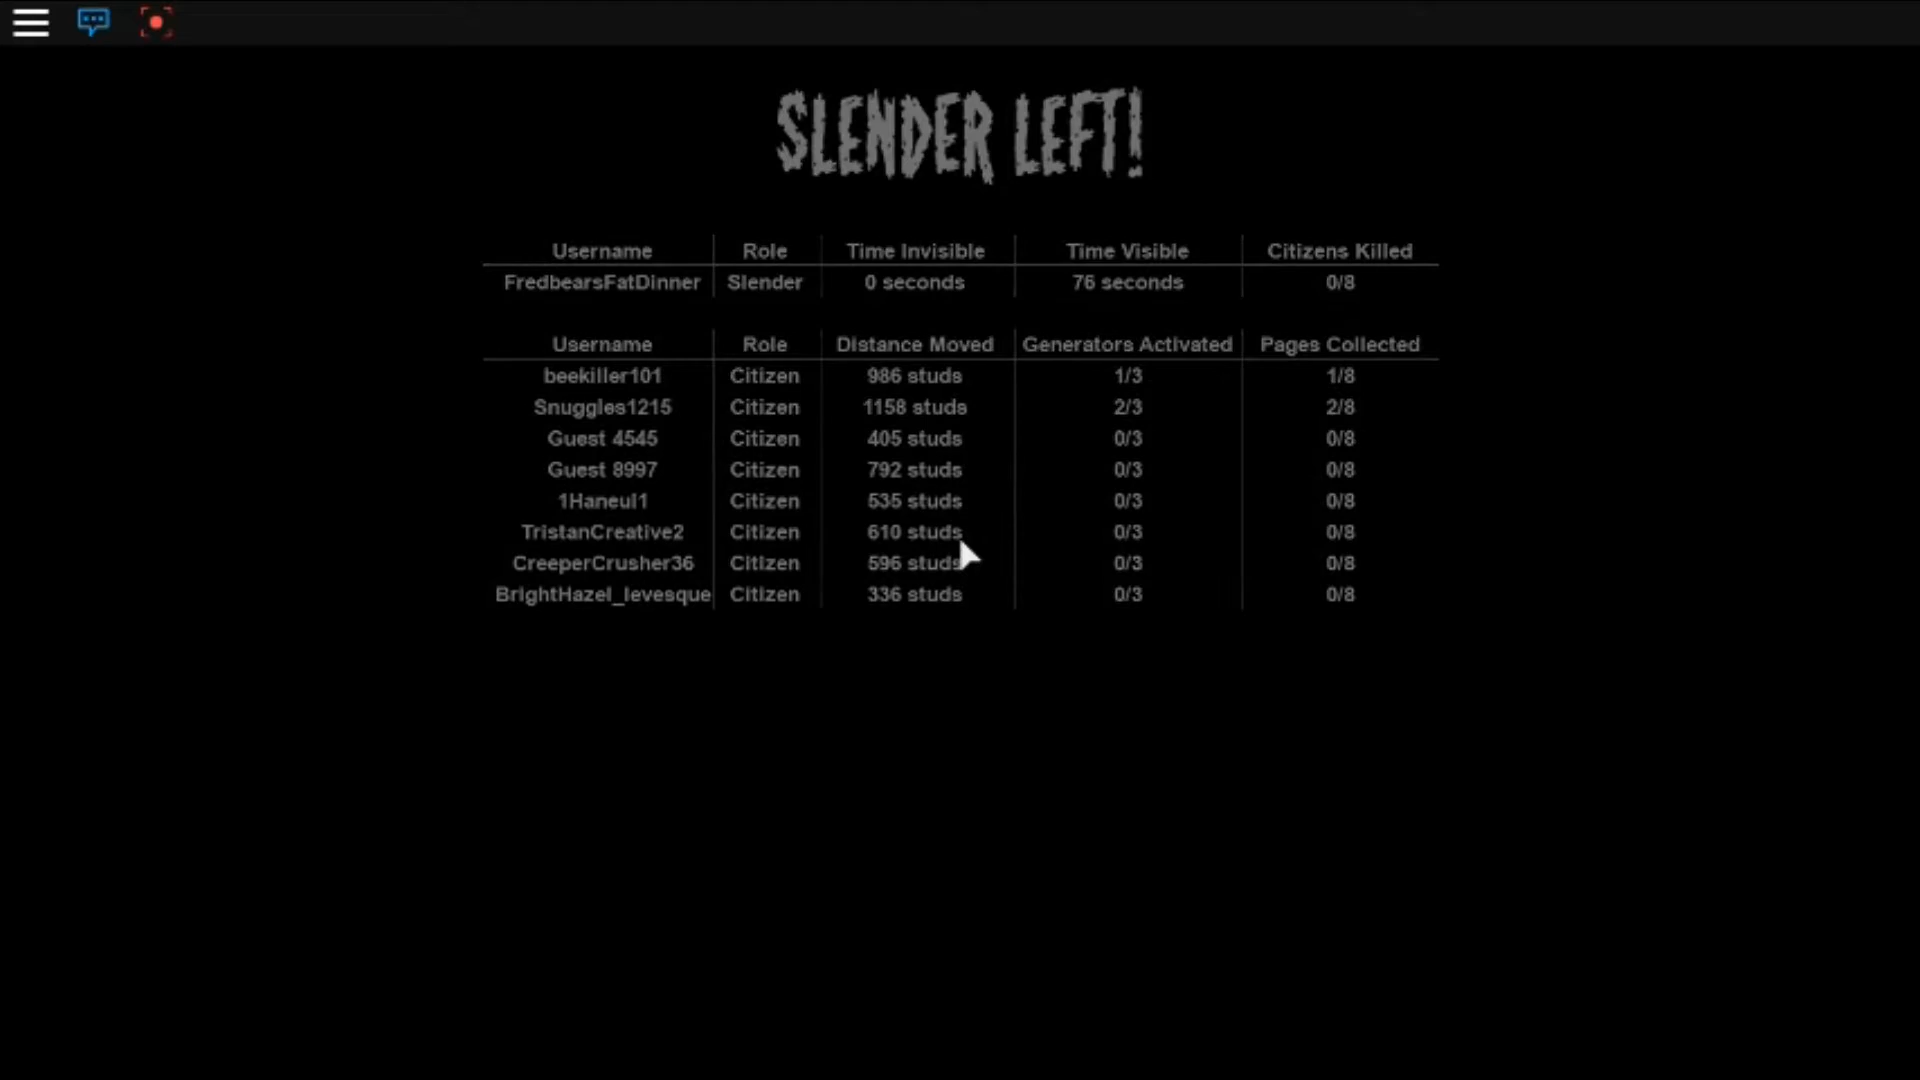 SLENDER LEFT!
Username Role Time Invisible Time Visible Citizens Killed
FredbearsFatDinner Slender 0 seconds 76 seconds 0/8
Username Role Distance Moved Generators Activated Pages Collected
beekiller101 Citizen 986 studs 1/3 1/8
Snuggles1215 Citizen 1158 studs 2/3 2/8
Guest 4545 Citizen 405 studs 0/3 0/8
Guest 8997 Citizen 792 studs 0/3 0/8
1Haneul1 Citizen 535 studs 0/3 0/8
TristanCreative2 Citizen 610 studs 0/3 0/8
CreeperCrusher36 Citizen 596 studs 0/3 0/8
BrightHazel_levesque Citizen 336 studs 0/3 0/8